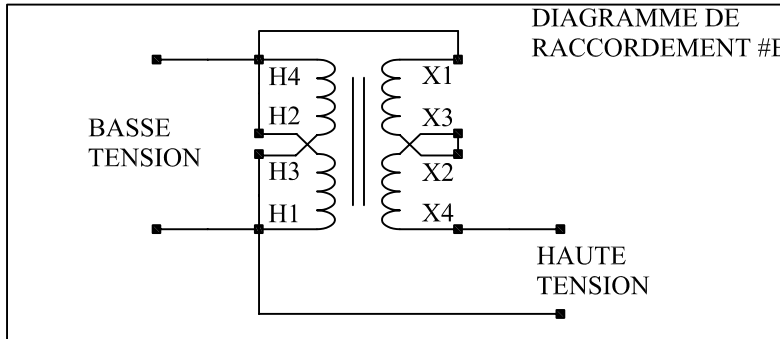 DIAGRAMME DE
RACCORDEMENT #
H4
X1
H2
X3
BASSE
TENSION
H3
X2
H1
X4
HAUTE
TENSION